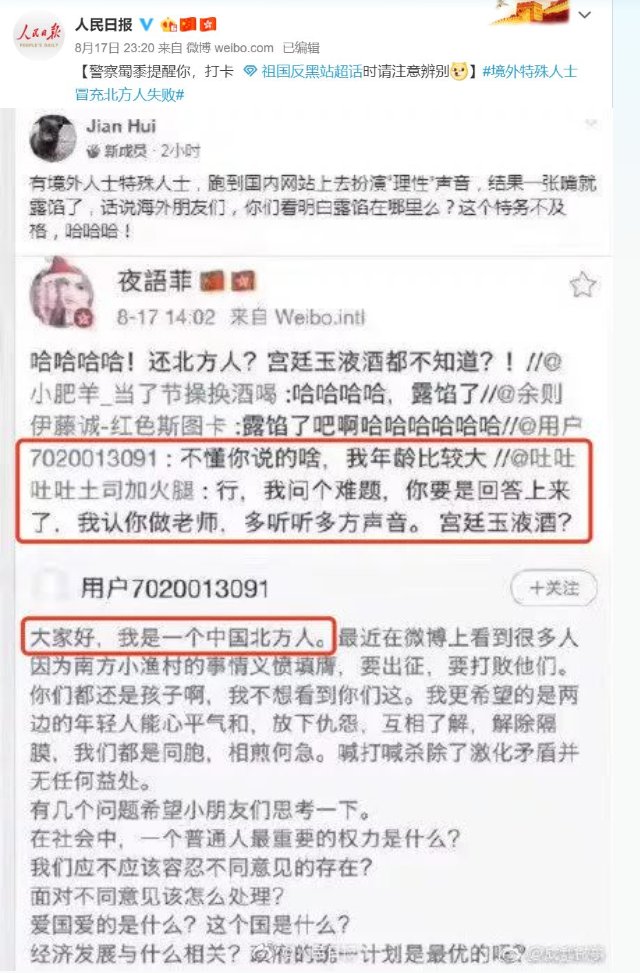 人民日报
PEOPLE'S DAILY
人民日报
8月17日 23:20 来自 微博 weibo.com 已编辑
【警察蜀黍提醒你，打卡 祖国反黑站超话时请注意辨别】#境外特殊人士
冒充北方人失败#
Jian Hui
新成员 · 2小时
有境外人士特殊人士，跑到国内网站上去扮演“理性”声音，结果一张嘴就
露馅了，话说海外朋友们，你们看明白露馅在哪里么？这个特务不及
格，哈哈哈！
夜語菲
8-17 14:02 来自 Weibo.intl
哈哈哈哈！还北方人？宫廷玉液酒都不知道？！//@
小肥羊_当了节操换酒喝:哈哈哈哈，露馅了//@余则
伊藤诚-红色斯图卡:露馅了吧啊哈哈哈哈哈哈//@用户
7020013091：不懂你说的啥，我年龄比较大 //@吐吐
吐吐土司加火腿：行，我问个难题，你要是回答上来
了，我认你做老师，多听听多方声音。宫廷玉液酒？
用户7020013091
+关注
大家好，我是一个中国北方人。最近在微博上看到很多人
因为南方小渔村的事情义愤填膺，要出征，要打败他们。
你们都还是孩子啊，我不想看到你们这。我更希望的是两
边的年轻人能心平气和，放下仇怨，互相了解，解除隔
膜，我们都是同胞，相煎何急。喊打喊杀除了激化矛盾并
无任何益处。
有几个问题希望小朋友们思考一下。
在社会中，一个普通人最重要的权力是什么？
我们应不应该容忍不同意见的存在？
面对不同意见该怎么处理？
爱国爱的是什么？这个国是什么？
经济发展与什么相关？政府的统一计划是最优的吗？